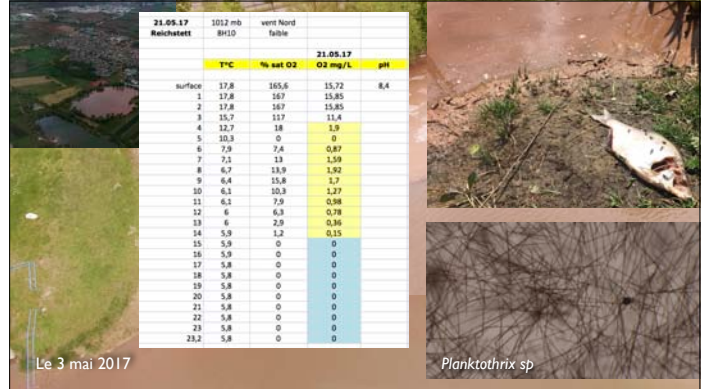 21.05.17 1012 mb vent Nord
Reichstett 8H10 faible
21.05.17
T°C % sat O2 O2 mg/L pH
surface 17,8 165,6 15,72 8,4
1 17,8 167 15,85
2 17,8 167 15,85
3 15,7 117 11,4
4 12,7 18 1,9
5 10,3 0 0
6 7,9 7,4 0,87
7 7,1 13 1,59
8 6,7 13,9 1,92
9 6,4 15,8 1,7
10 6,1 10,3 1,27
11 6,1 7,9 0,98
12 6 6,3 0,78
13 6 2,9 0,36
14 5,9 1,2 0,15
15 5,9 0 0
16 5,9 0 0
17 5,8 0 0
18 5,8 0 0
19 5,8 0 0
20 5,8 0 0
21 5,8 0 0
22 5,8 0 0
23 5,8 0 0
23,2 5,8 0 0
Le 3 mai 2017
Planktothrix sp